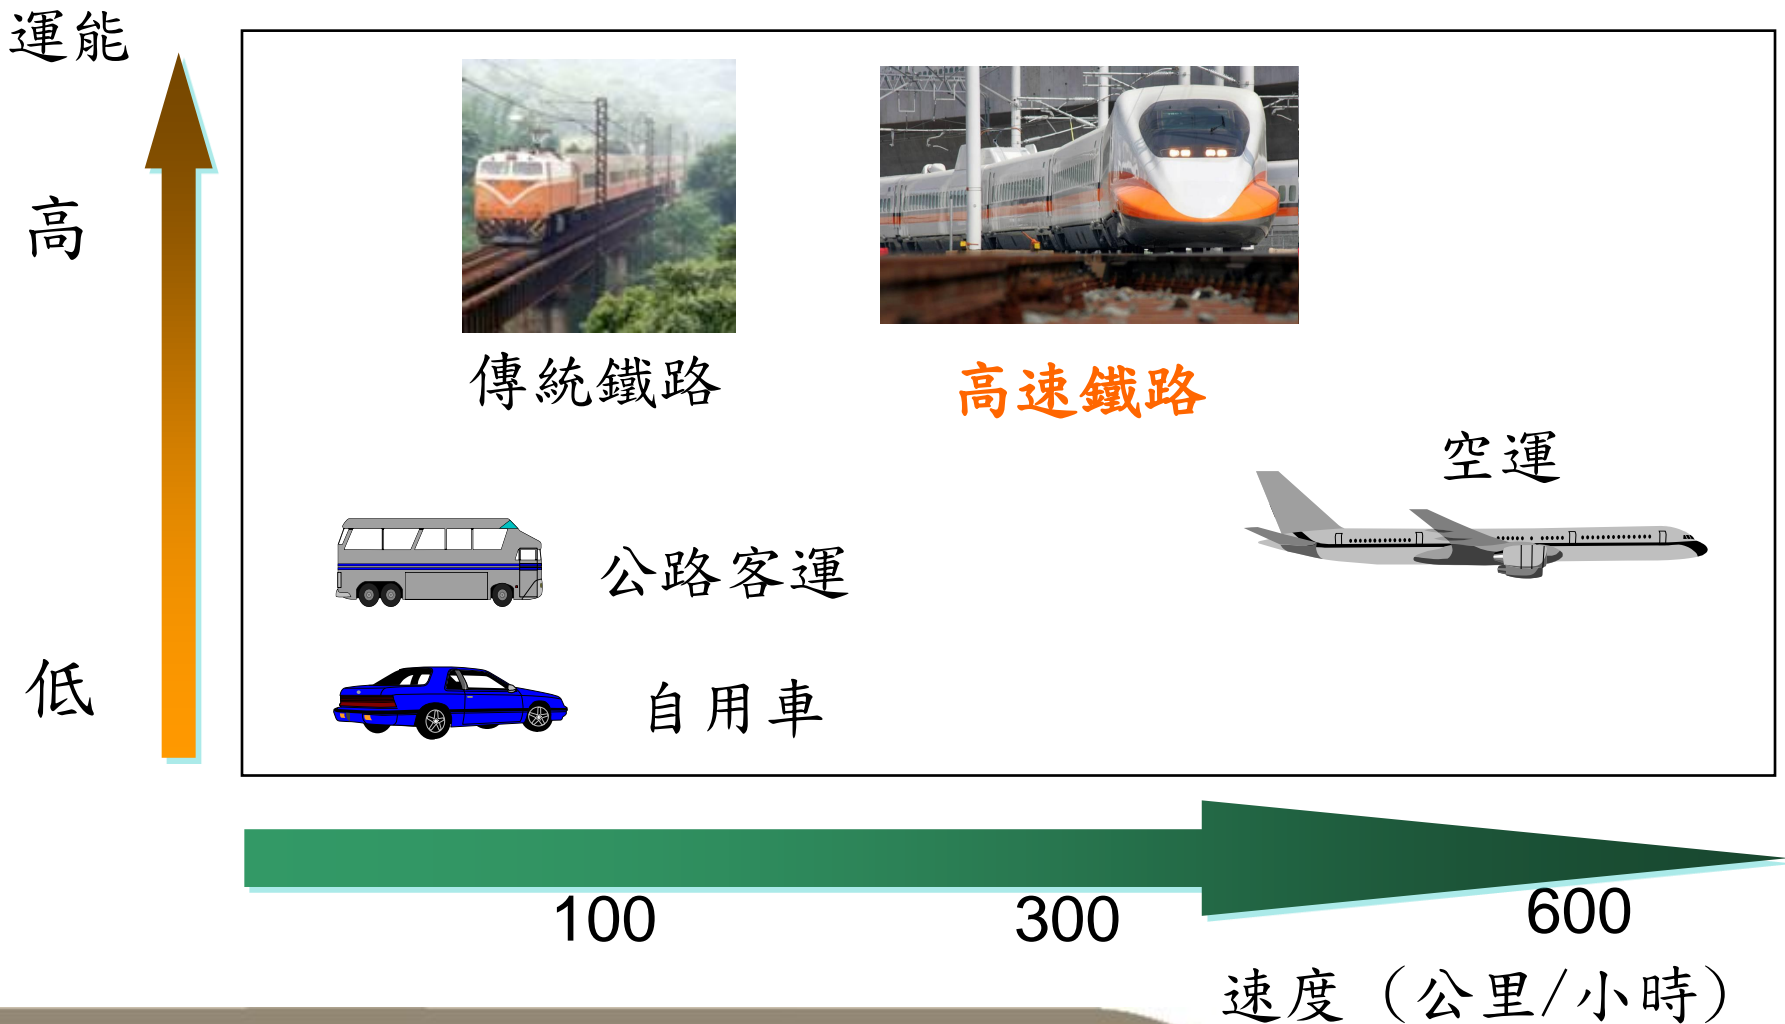 運能
高
傳統鐵路
高速鐵路
空運
公路客運
低
自用車
100 300 600
速度（公里/小時）